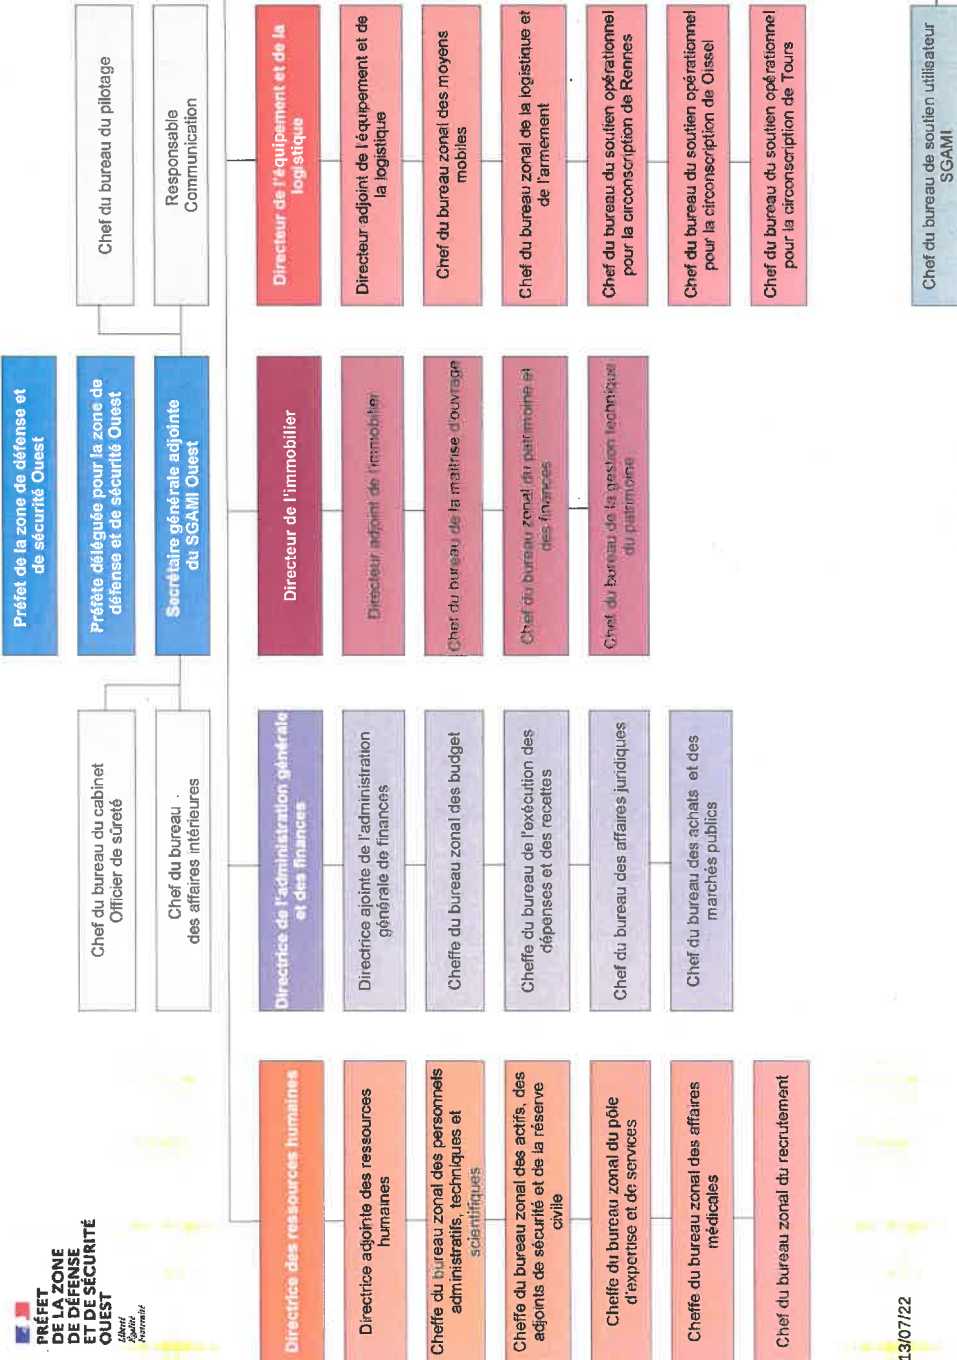 PRÉFET
DE LA ZONE
DE DÉFENSE
ET DE SÉCURITÉ
OUEST
Liberté
Égalité
Fraternité
Préfet de la zone de défense et
de sécurité Ouest
Préfète déléguée pour la zone de
défense et de sécurité Ouest
Secrétaire générale adjointe
du SGAMI Ouest
Chef du bureau du cabinet
Officier de sûreté
Chef du bureau
des affaires intérieures
Chef du bureau du pilotage
Responsable
Communication
Directrice des ressources humaines
Directrice adjointe des ressources
humaines
Cheffe du bureau zonal des personnels
administratifs, techniques et
scientifiques
Cheffe du bureau zonal des actifs, des
adjoints de sécurité et de la réserve
civile
Cheffe du bureau zonal du pôle
d'expertise et de services
Cheffe du bureau zonal des affaires
médicales
Chef du bureau zonal du recrutement
Directrice de l'administration générale
et des finances
Directrice ajointe de l'administration
générale de finances
Cheffe du bureau zonal des budget
Cheffe du bureau de l'exécution des
dépenses et des recettes
Chef du bureau des affaires juridiques
Chef du bureau des achats et des
marchés publics
Directeur de l'immobilier
Directeur adjoint de l'immobilier
Chef du bureau de la maîtrise d'ouvrage
Chef du bureau zonal du patrimoine et
des finances
Chef du bureau de la gestion technique
du patrimoine
Directeur de l'équipement et de la
logistique
Directeur adjoint de l'équipement et de
la logistique
Chef du bureau zonal des moyens
mobiles
Chef du bureau zonal de la logistique et
de l'armement
Chef du bureau du soutien opérationnel
pour la circonscription de Rennes
Chef du bureau du soutien opérationnel
pour la circonscription de Oissel
Chef du bureau du soutien opérationnel
pour la circonscription de Tours
Chef du bureau de soutien utilisateur
SGAMI
13/07/22